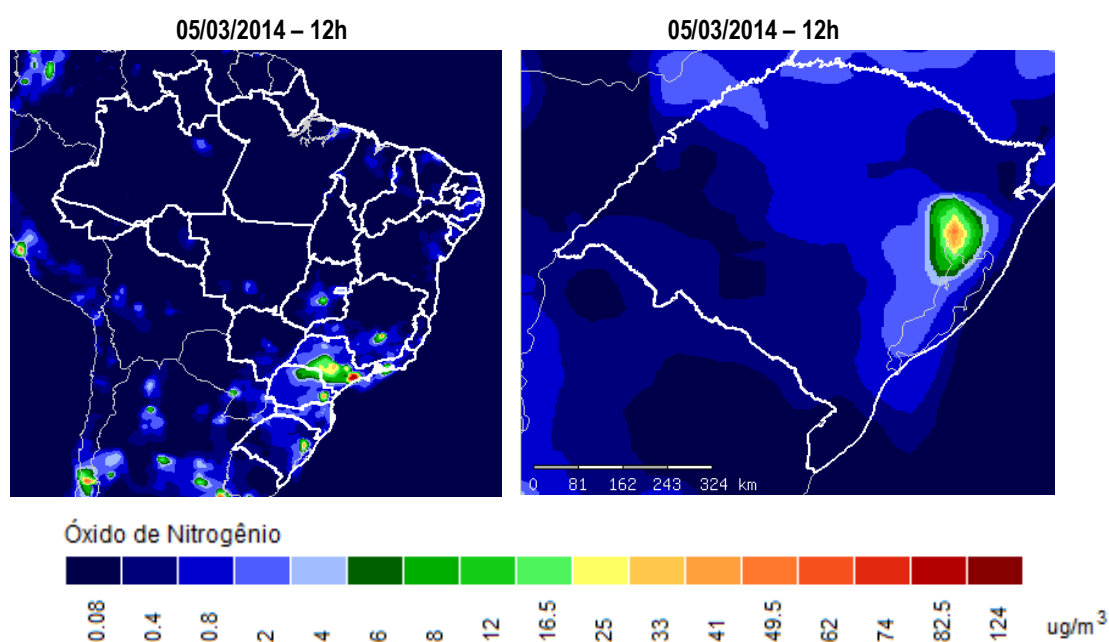 05/03/2014 – 12h
05/03/2014 – 12h
0 81 162 243 324 km
Óxido de Nitrogênio
0.08 0.4 0.8 2 4 6 8 12 16.5 25 33 41 49.5 62 74 82.5 124 ug/m³